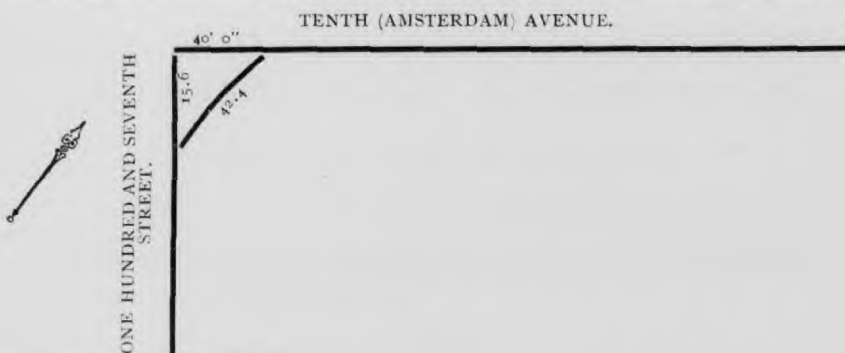 TENTH (AMSTERDAM) AVENUE.
40' 0"
15.6
42.4
ONE HUNDRED AND SEVENTH
STREET.